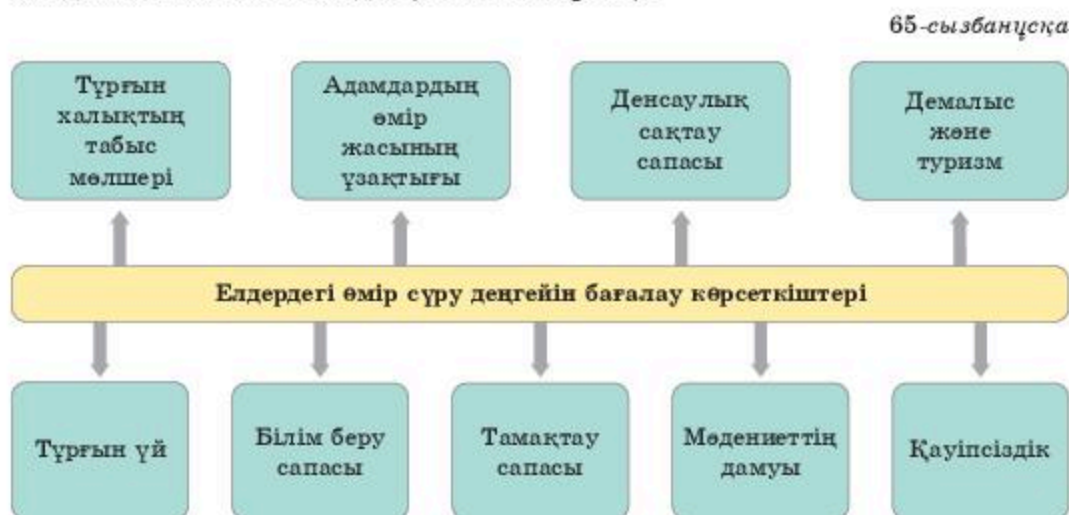 65-сызбанұсқа
Тұрғын
халықтың
табыс
мөлшері
Адамдардың
өмір
жасының
ұзақтығы
Денсаулық
сақтау
сапасы
Демалыс
және
туризм
Елдердегі өмір сүру деңгейін бағалау көрсеткіштері
Тұрғын үй
Білім беру
сапасы
Тамақтау
сапасы
Мәдениеттің
дамуы
Қауіпсіздік